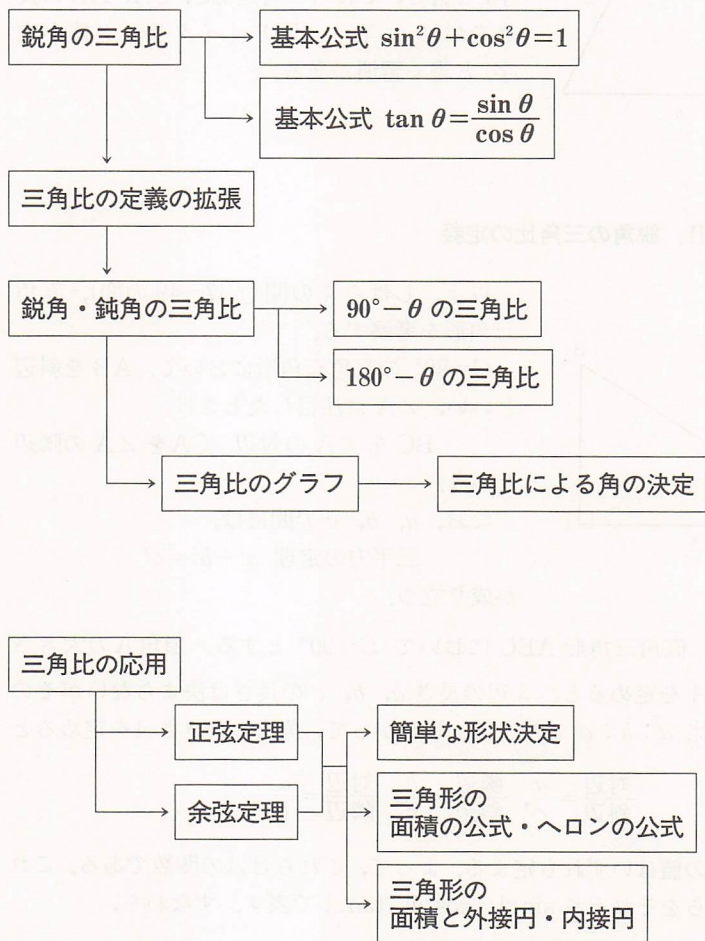 鋭角の三角比
基本公式 sin²θ+cos²θ=1
基本公式 tan θ=sin θ/cos θ
三角比の定義の拡張
鋭角・鈍角の三角比
90°−θ の三角比
180°−θ の三角比
三角比のグラフ
三角比による角の決定
三角比の応用
正弦定理
簡単な形状決定
余弦定理
三角形の
面積の公式・ヘロンの公式
三角形の
面積と外接円・内接円